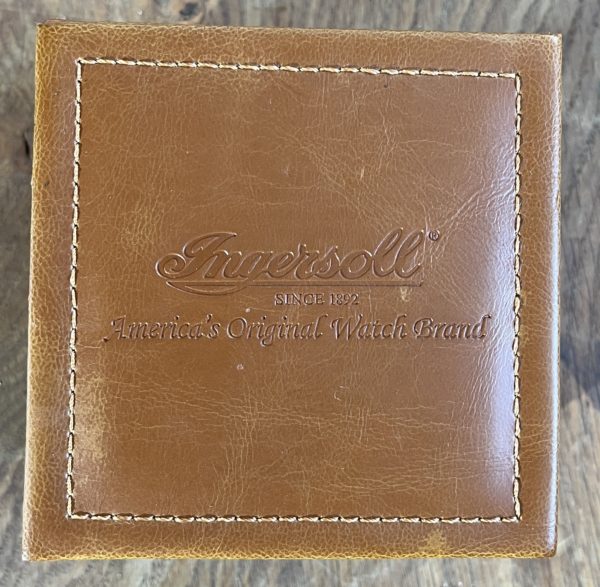 Ingersoll®
SINCE 1892
America's Original Watch Brand